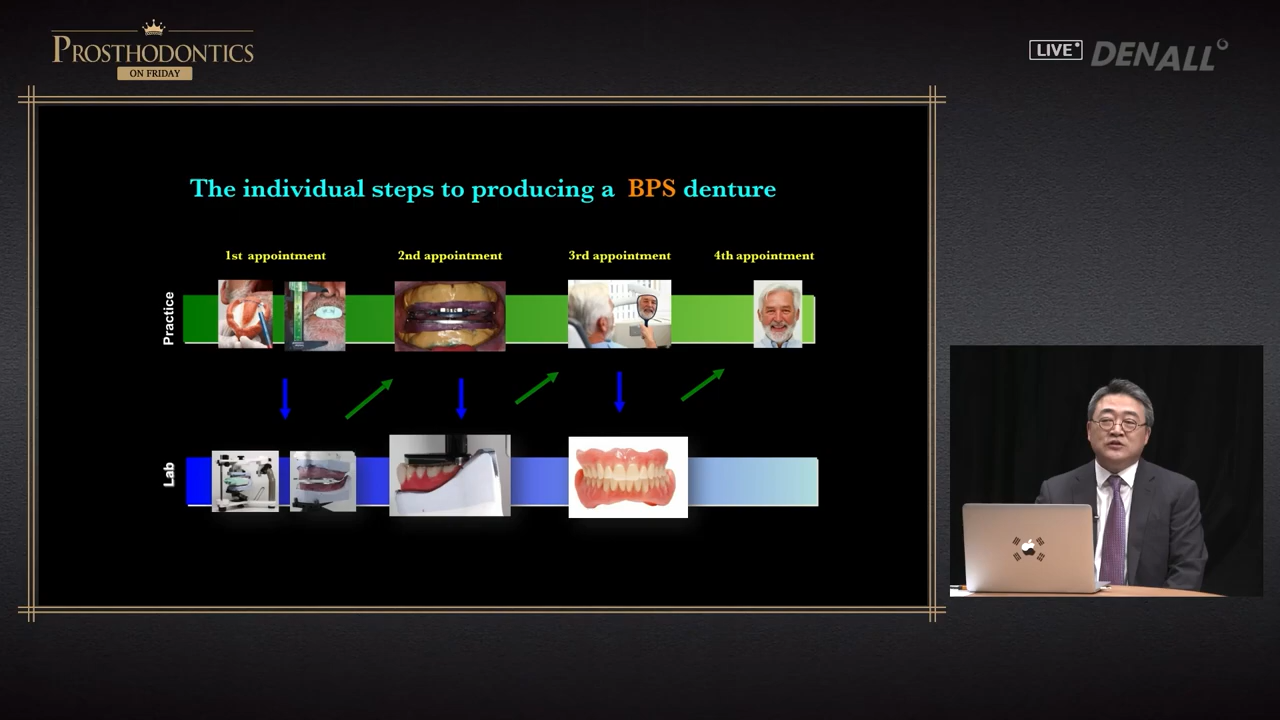 PROSTHODONTICS
ON FRIDAY
LIVE
DENALL
The individual steps to producing a BPS denture
1st appointment
2nd appointment
3rd appointment
4th appointment
Practice
Lab